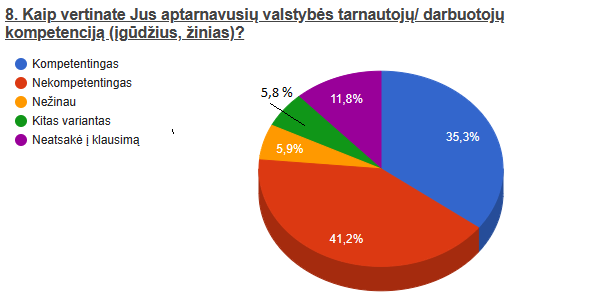 8. Kaip vertinate Jus aptarnavusių valstybės tarnautojų/ darbuotojų
kompetenciją (įgūdžius, žinias)?
Kompetentingas
Nekompetentingas
Nežinau
Kitas variantas
Neatsakė į klausimą
5,8 %
11,8%
35,3%
5,9%
41,2%